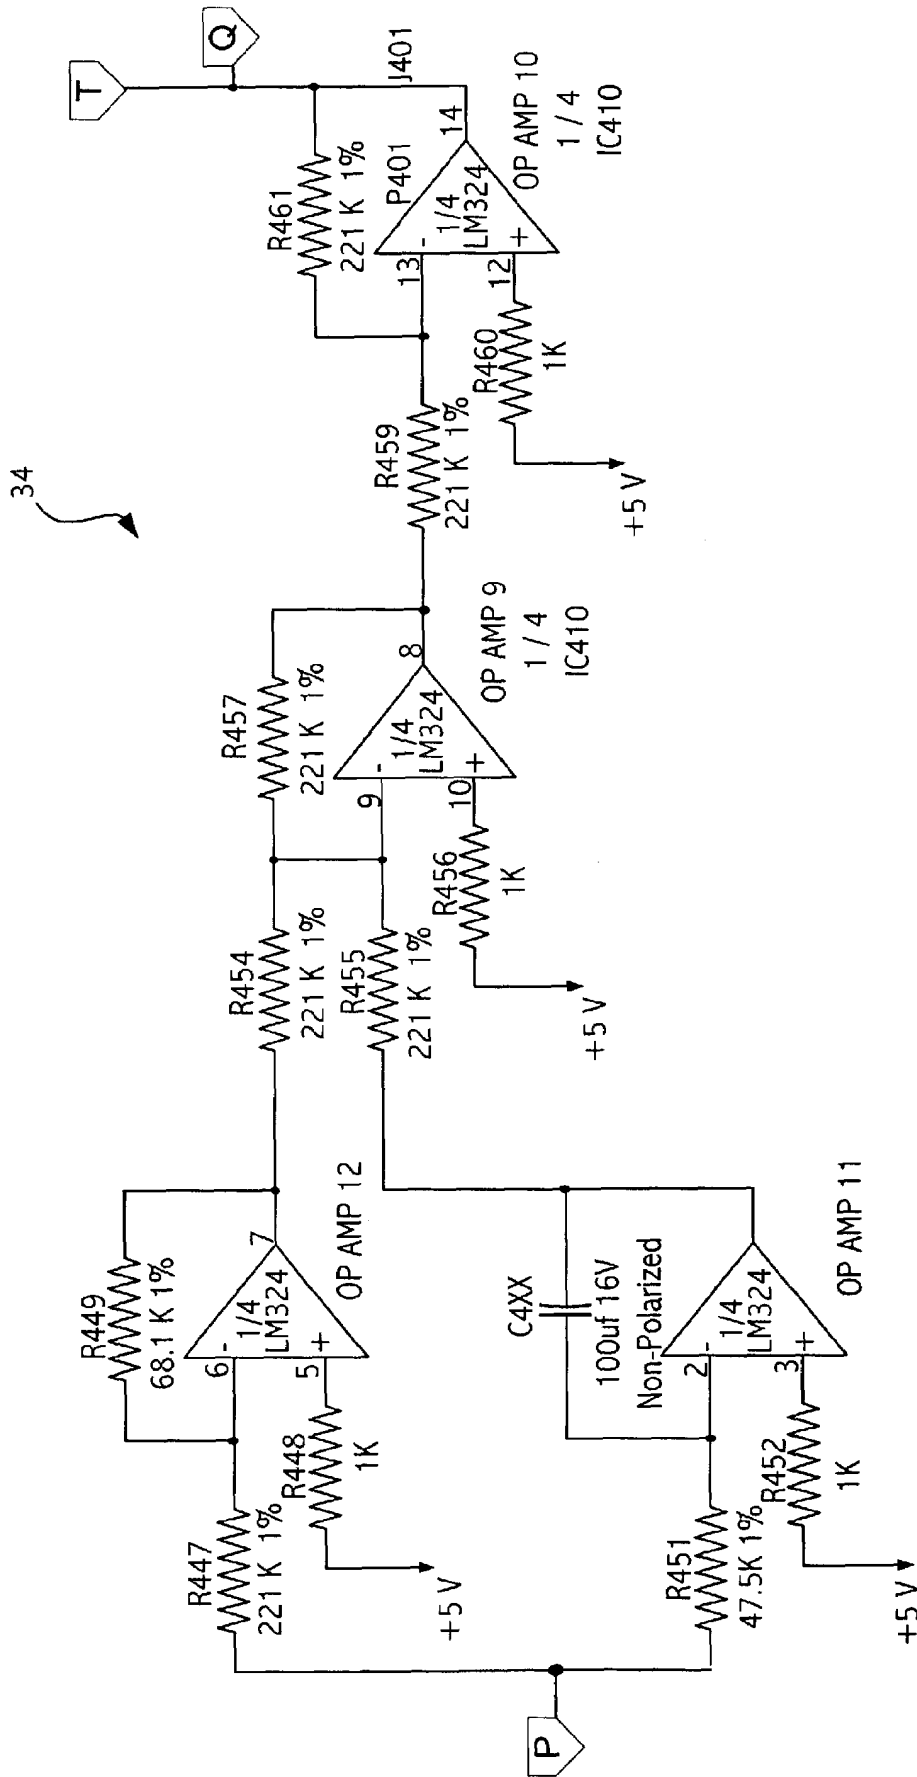 34
T
Q
J401
R461
221 K 1%
P401
14
13
1/4
LM324
-
+
12
OP AMP 10
1 / 4
IC410
R460
1K
+5 V
R459
221 K 1%
R457
221 K 1%
8
9
1/4
LM324
-
+
10
OP AMP 9
1 / 4
IC410
R456
1K
+5 V
R454
221 K 1%
R455
221 K 1%
R449
68.1 K 1%
7
6
1/4
LM324
-
+
5
OP AMP 12
R448
1K
+5 V
R447
221 K 1%
C4XX
100uf 16V
Non-Polarized
2
1/4
LM324
-
+
3
OP AMP 11
R452
1K
+5 V
R451
47.5K 1%
P